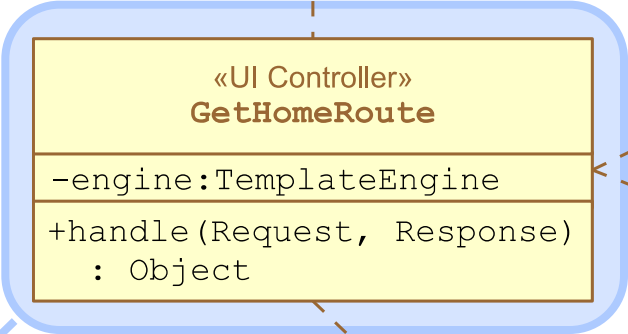 «UI Controller»
GetHomeRoute
-engine:TemplateEngine
+handle(Request, Response)
: Object